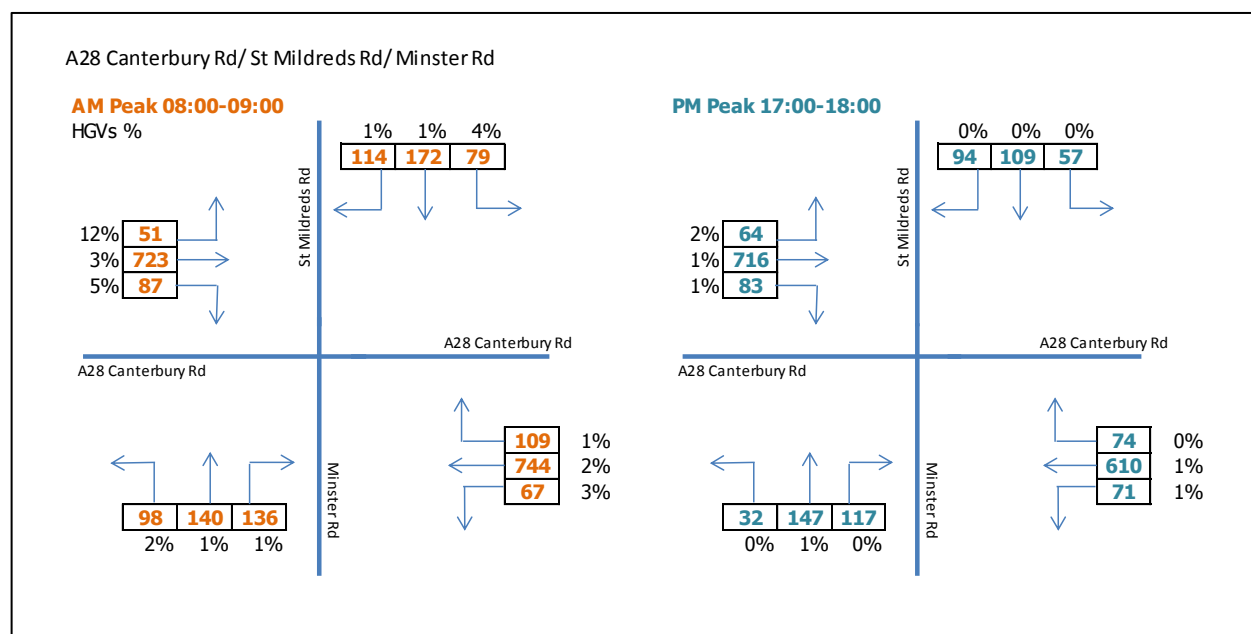 A28 Canterbury Rd/ St Mildreds Rd/ Minster Rd
AM Peak 08:00-09:00
HGVs %
1% 1% 4%
114 172 79
St Mildreds Rd
12% 51
3% 723
5% 87
A28 Canterbury Rd
A28 Canterbury Rd
109 1%
744 2%
67 3%
Minster Rd
98 140 136
2% 1% 1%
PM Peak 17:00-18:00
0% 0% 0%
94 109 57
St Mildreds Rd
2% 64
1% 716
1% 83
A28 Canterbury Rd
A28 Canterbury Rd
74 0%
610 1%
71 1%
Minster Rd
32 147 117
0% 1% 0%